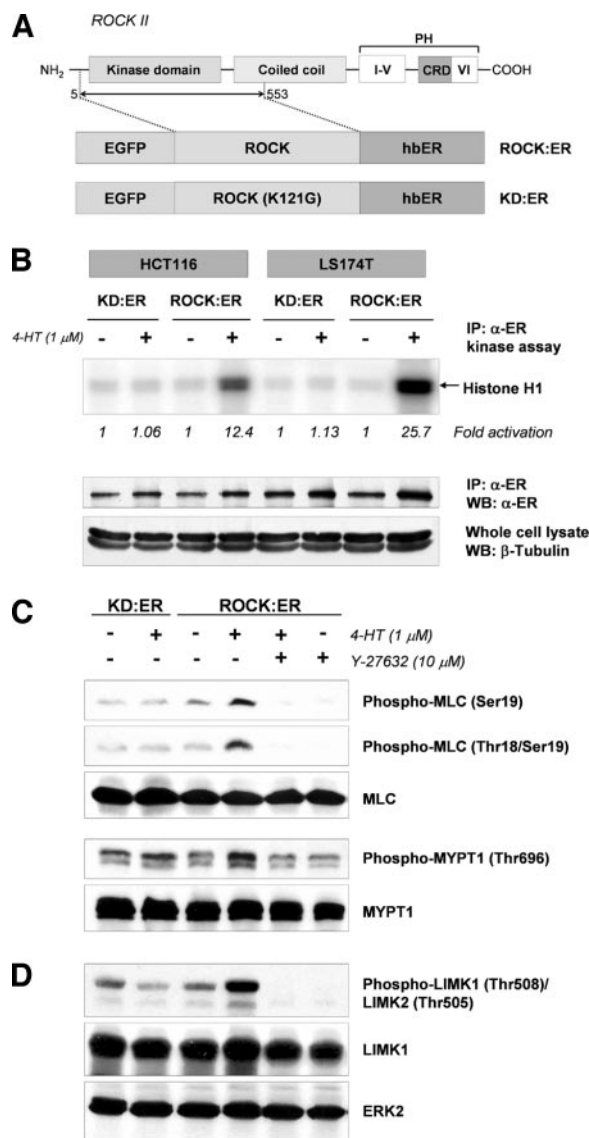 A
ROCK II
PH
NH2 Kinase domain Coiled coil I-V CRD VI COOH
5 553
EGFP ROCK hbER ROCK:ER
EGFP ROCK (K121G) hbER KD:ER
B
HCT116 LS174T
KD:ER ROCK:ER KD:ER ROCK:ER
4-HT (1 μM) - + - + - + - + IP: α-ER
kinase assay
Histone H1
1 1.06 1 12.4 1 1.13 1 25.7 Fold activation
IP: α-ER
WB: α-ER
Whole cell lysate
WB: β-Tubulin
C
KD:ER ROCK:ER
- + - + + - 4-HT (1 μM)
- - - - + + Y-27632 (10 μM)
Phospho-MLC (Ser19)
Phospho-MLC (Thr18/Ser19)
MLC
Phospho-MYPT1 (Thr696)
MYPT1
D
Phospho-LIMK1 (Thr508)/
LIMK2 (Thr505)
LIMK1
ERK2